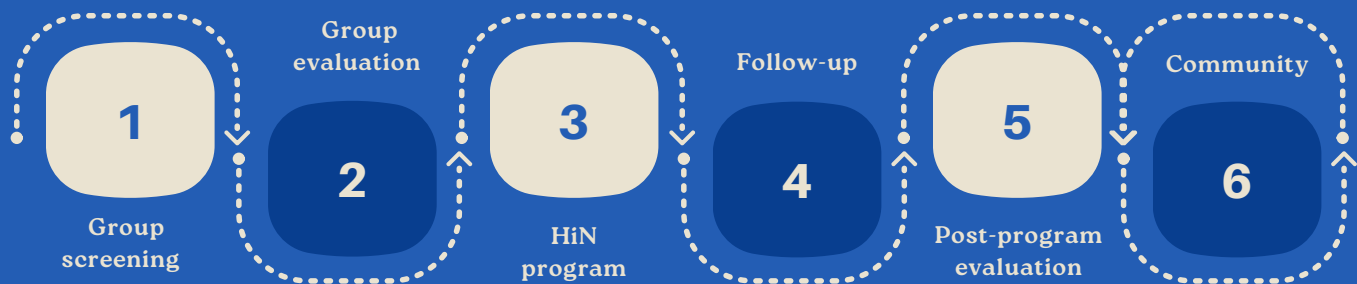 1
Group
screening
Group
evaluation
2
3
HiN
program
Follow-up
4
5
Post-program
evaluation
Community
6